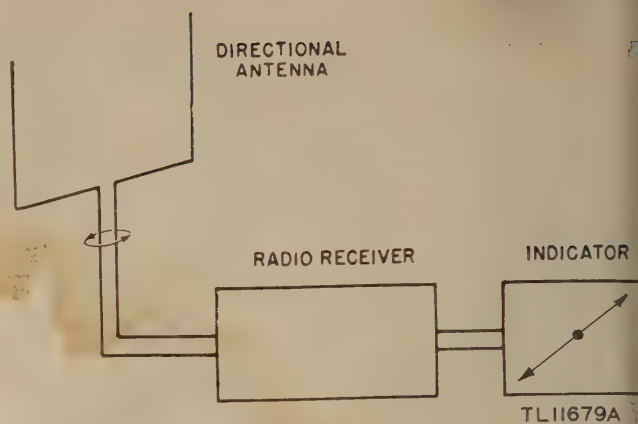 DIRECTIONAL
ANTENNA
RADIO RECEIVER
INDICATOR
TL11679A